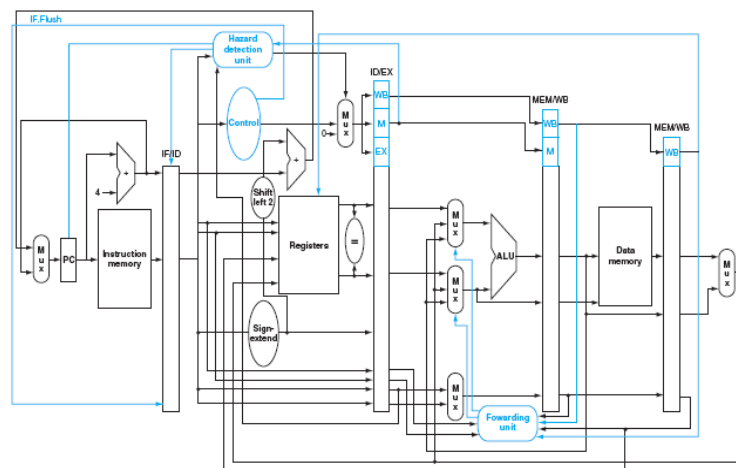 IF.Flush
Hazard
detection
unit
ID/EX
WB
MEM/WB
Control
M
u
x
0
M
WB
MEM/WB
EX
M
WB
IF/ID
+
+
4
Shift
left 2
M
u
x
PC
Instruction
memory
Registers
=
M
u
x
ALU
Data
memory
M
u
x
M
u
x
Sign-
extend
M
u
x
Fowarding
unit